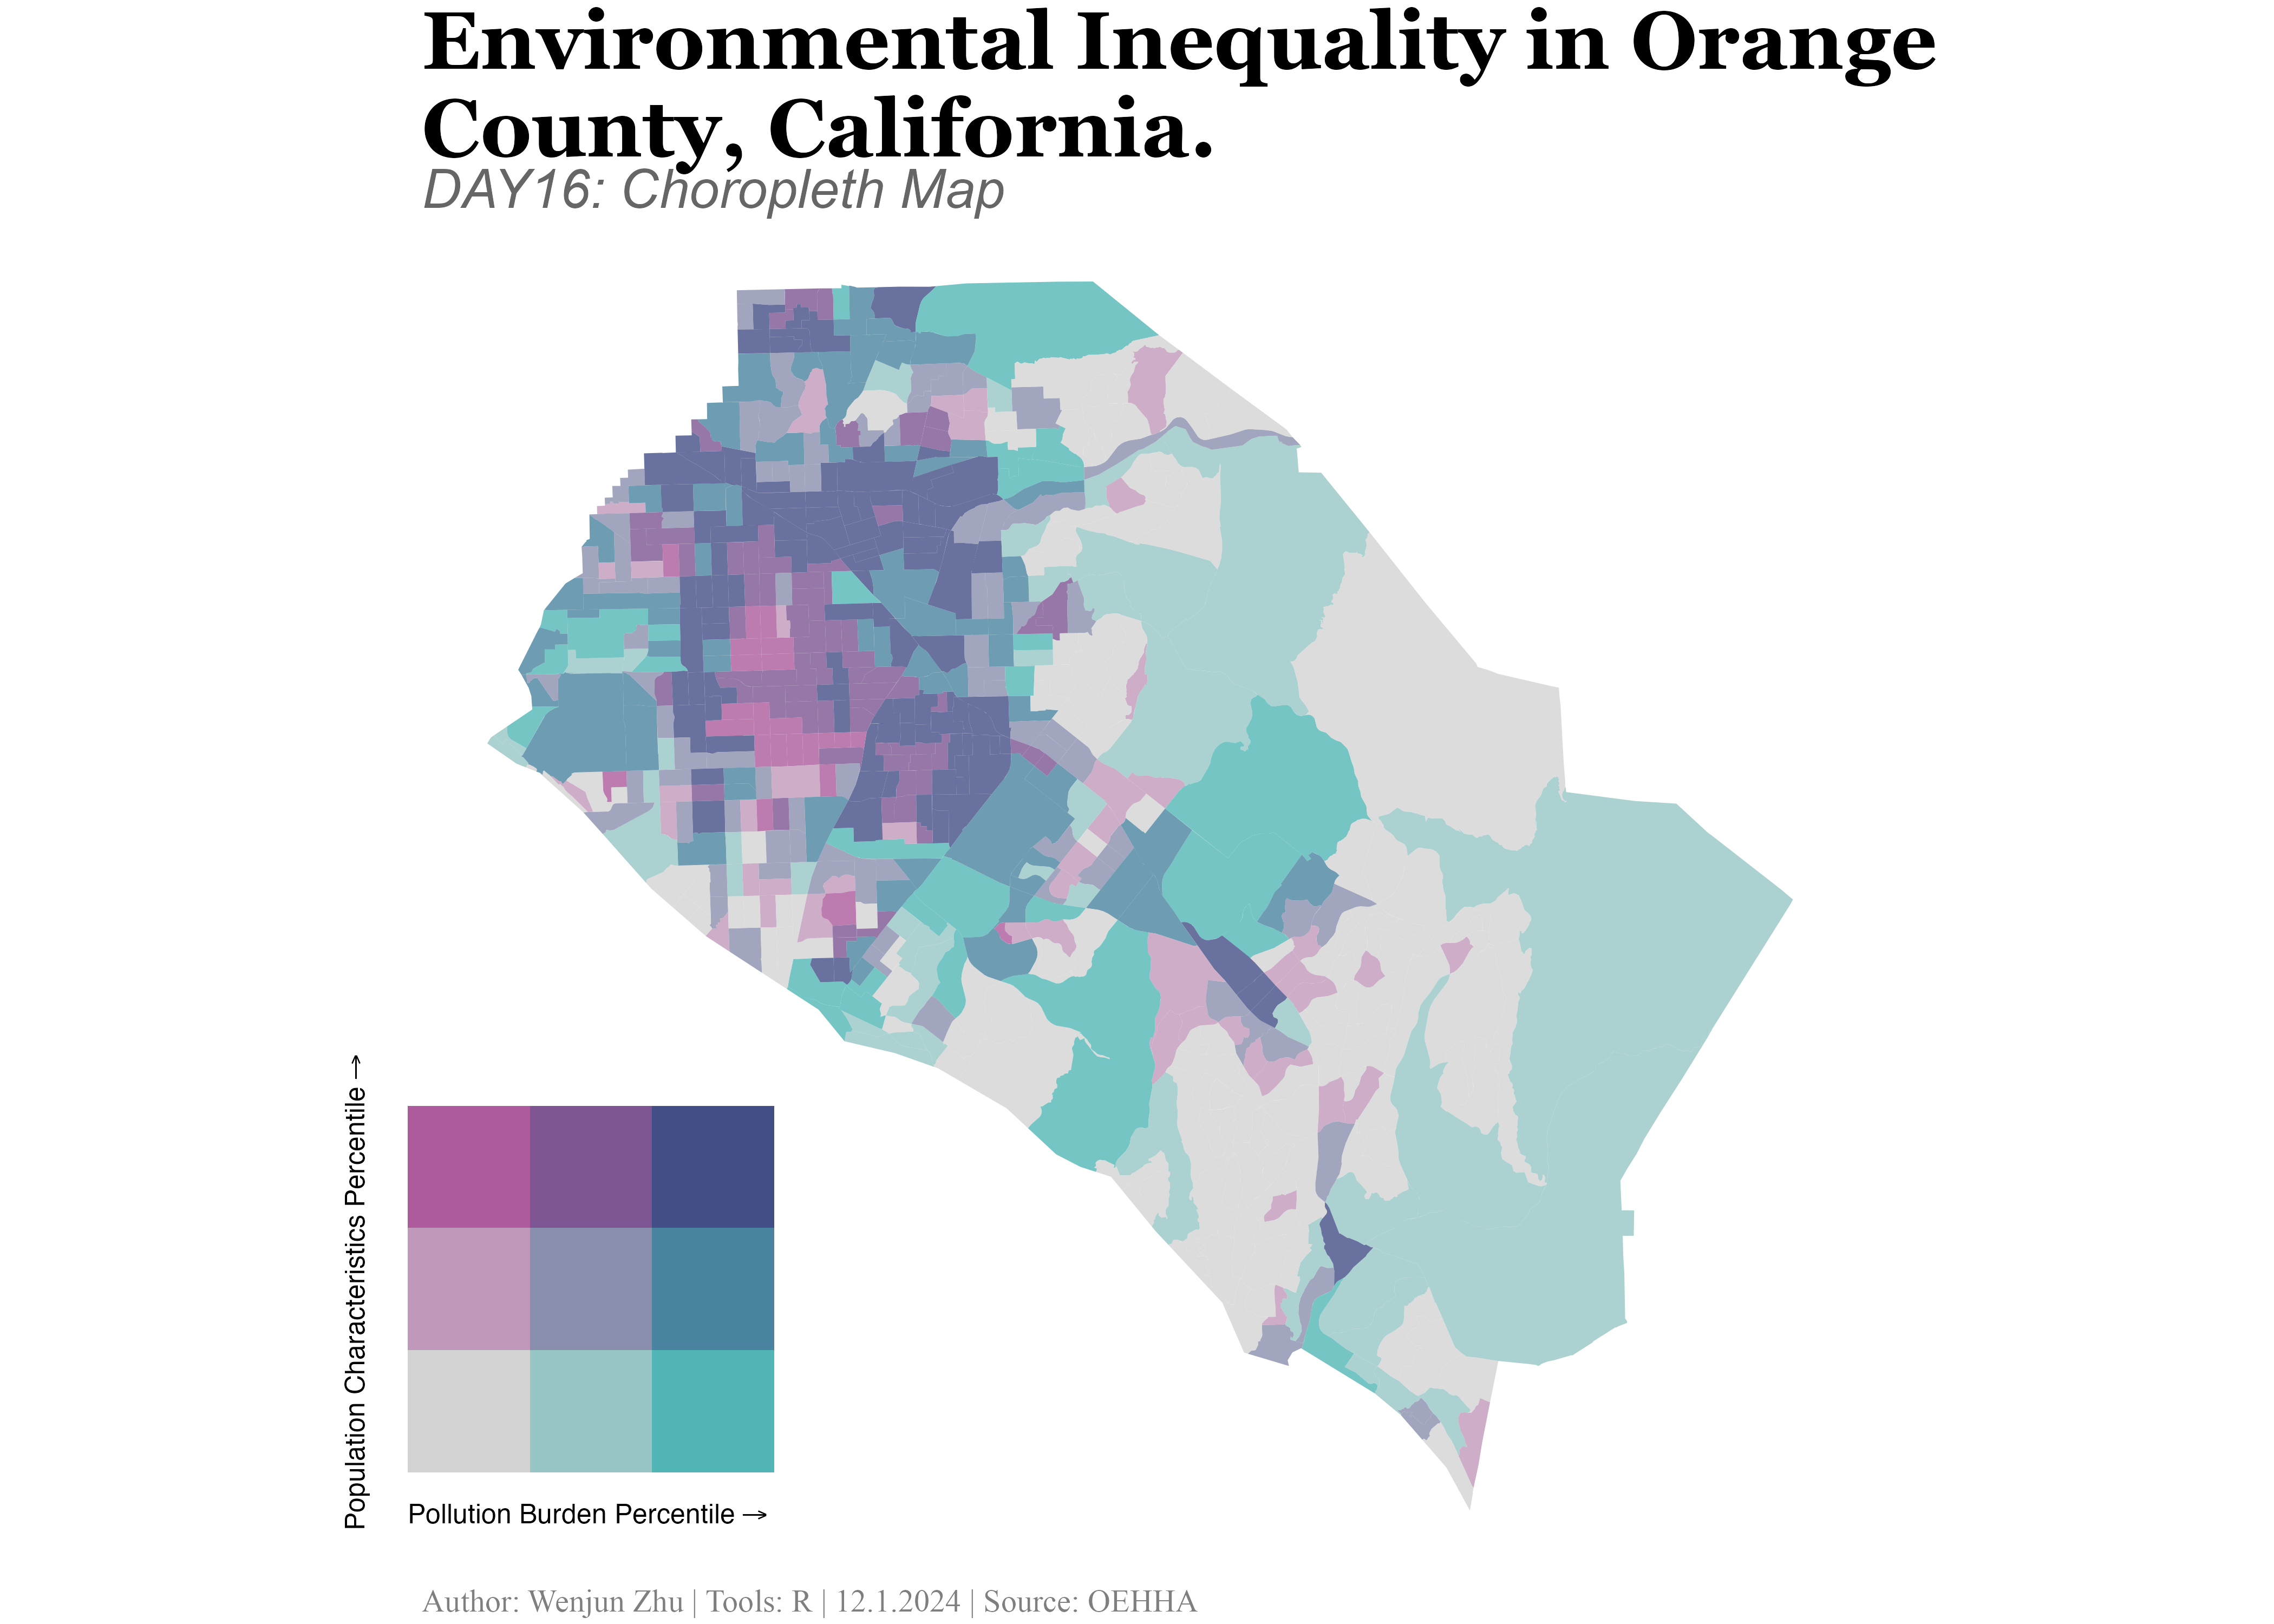 Environmental Inequality in Orange
County, California.
DAY16: Choropleth Map
Population Characteristics Percentile →
Pollution Burden Percentile →
Author: Wenjun Zhu | Tools: R | 12.1.2024 | Source: OEHHA